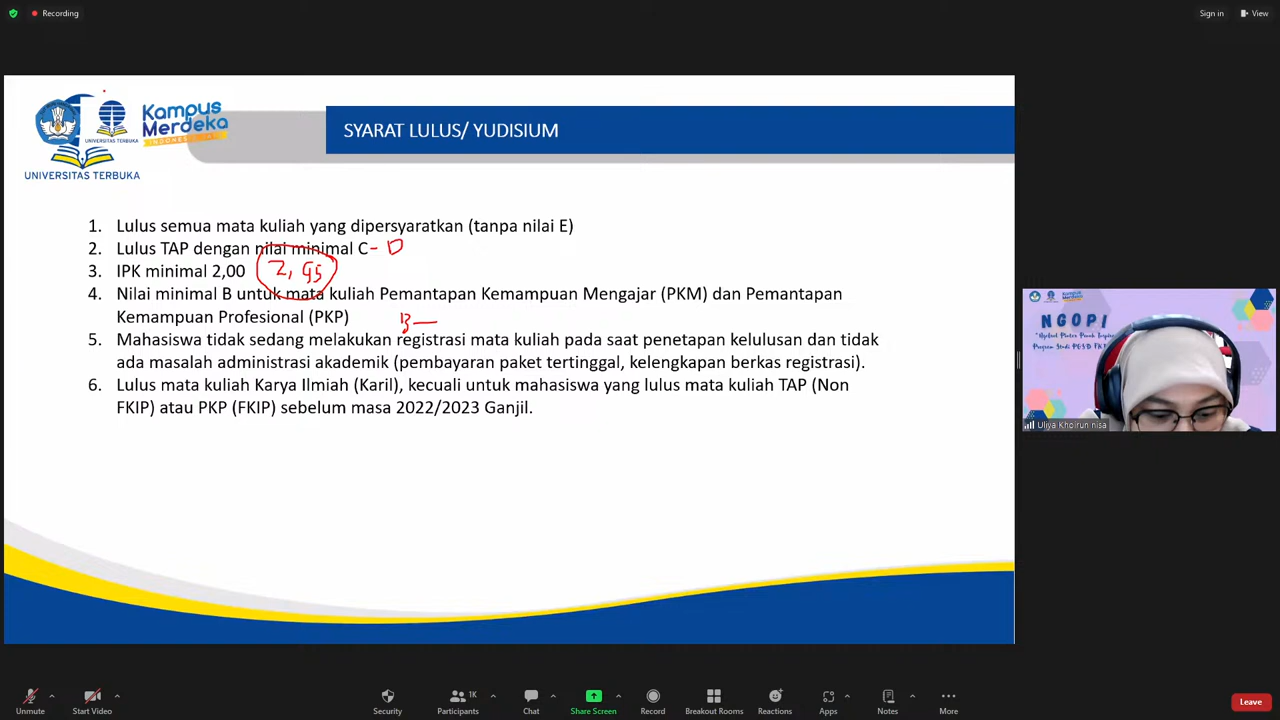 Recording
Sign in
View
Kampus
Merdeka
INDONESIA
UNIVERSITAS TERBUKA
UNIVERSITAS TERBUKA
SYARAT LULUS/ YUDISIUM
1. Lulus semua mata kuliah yang dipersyaratkan (tanpa nilai E)
2. Lulus TAP dengan nilai minimal C - D
3. IPK minimal 2,00 2,95
4. Nilai minimal B untuk mata kuliah Pemantapan Kemampuan Mengajar (PKM) dan Pemantapan
Kemampuan Profesional (PKP)
B—
5. Mahasiswa tidak sedang melakukan registrasi mata kuliah pada saat penetapan kelulusan dan tidak
ada masalah administrasi akademik (pembayaran paket tertinggal, kelengkapan berkas registrasi).
6. Lulus mata kuliah Karya Ilmiah (Karil), kecuali untuk mahasiswa yang lulus mata kuliah TAP (Non
FKIP) atau PKP (FKIP) sebelum masa 2022/2023 Ganjil.
NGOPI
Uliya Khoirun nisa
Unmute
Start Video
Security
Participants
1K
Chat
Share Screen
Record
Breakout Rooms
Reactions
Apps
Notes
More
Leave